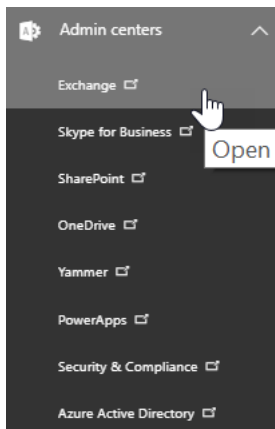 Admin centers
Exchange
Skype for Business
Open
SharePoint
OneDrive
Yammer
PowerApps
Security & Compliance
Azure Active Directory